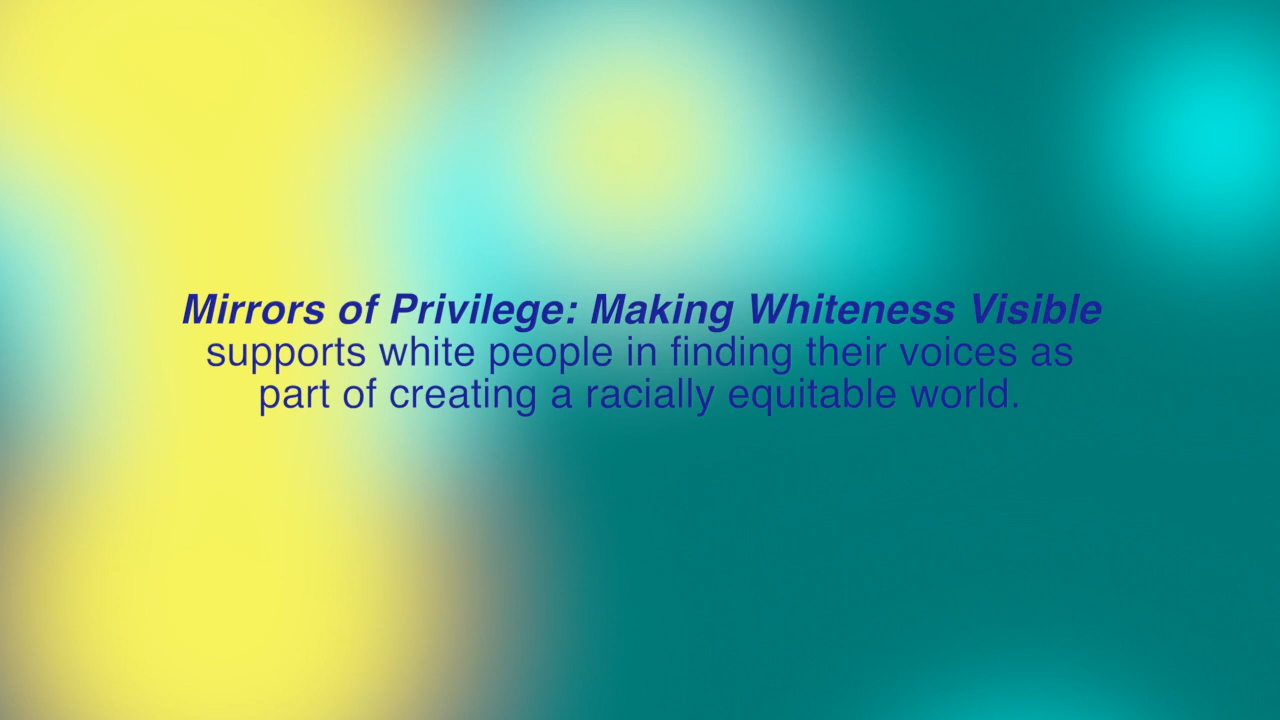 Mirrors of Privilege: Making Whiteness Visible
supports white people in finding their voices as
part of creating a racially equitable world.